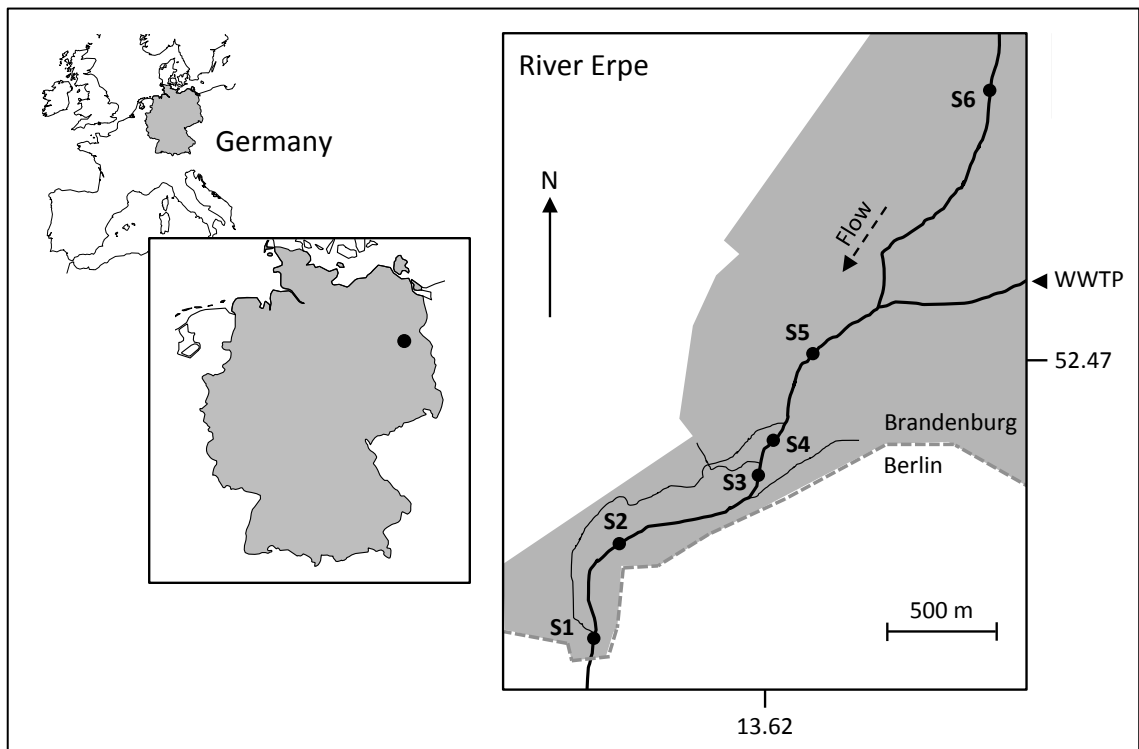 Germany
River Erpe
N
Flow
S6
WWTP
S5
52.47
Brandenburg
S4
Berlin
S3
S2
500 m
S1
13.62